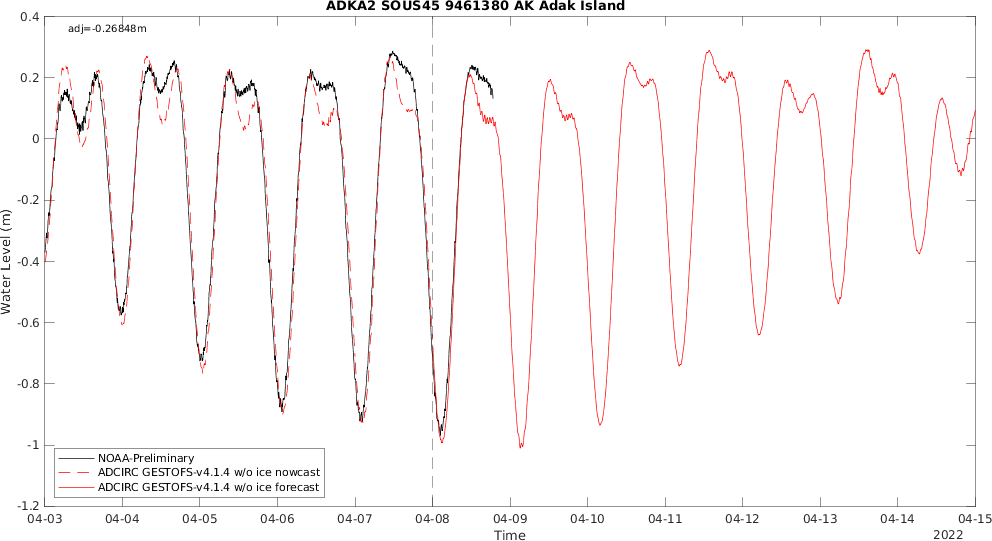 ADKA2 SOUS45 9461380 AK Adak Island
adj=-0.26848m
0.4
0.2
0
-0.2
-0.4
-0.6
-0.8
-1
-1.2
Water Level (m)
NOAA-Preliminary
ADCIRC GESTOFS-v4.1.4 w/o ice nowcast
ADCIRC GESTOFS-v4.1.4 w/o ice forecast
04-03 04-04 04-05 04-06 04-07 04-08 04-09 04-10 04-11 04-12 04-13 04-14 04-15
Time
2022